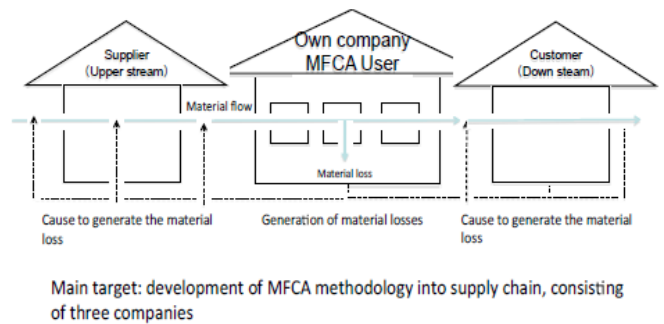 Supplier
(Upper stream)
Own company
MFCA User
Customer
(Down steam)
Material flow
Material loss
Cause to generate the material
loss
Generation of material losses
Cause to generate the material
loss
Main target: development of MFCA methodology into supply chain, consisting
of three companies